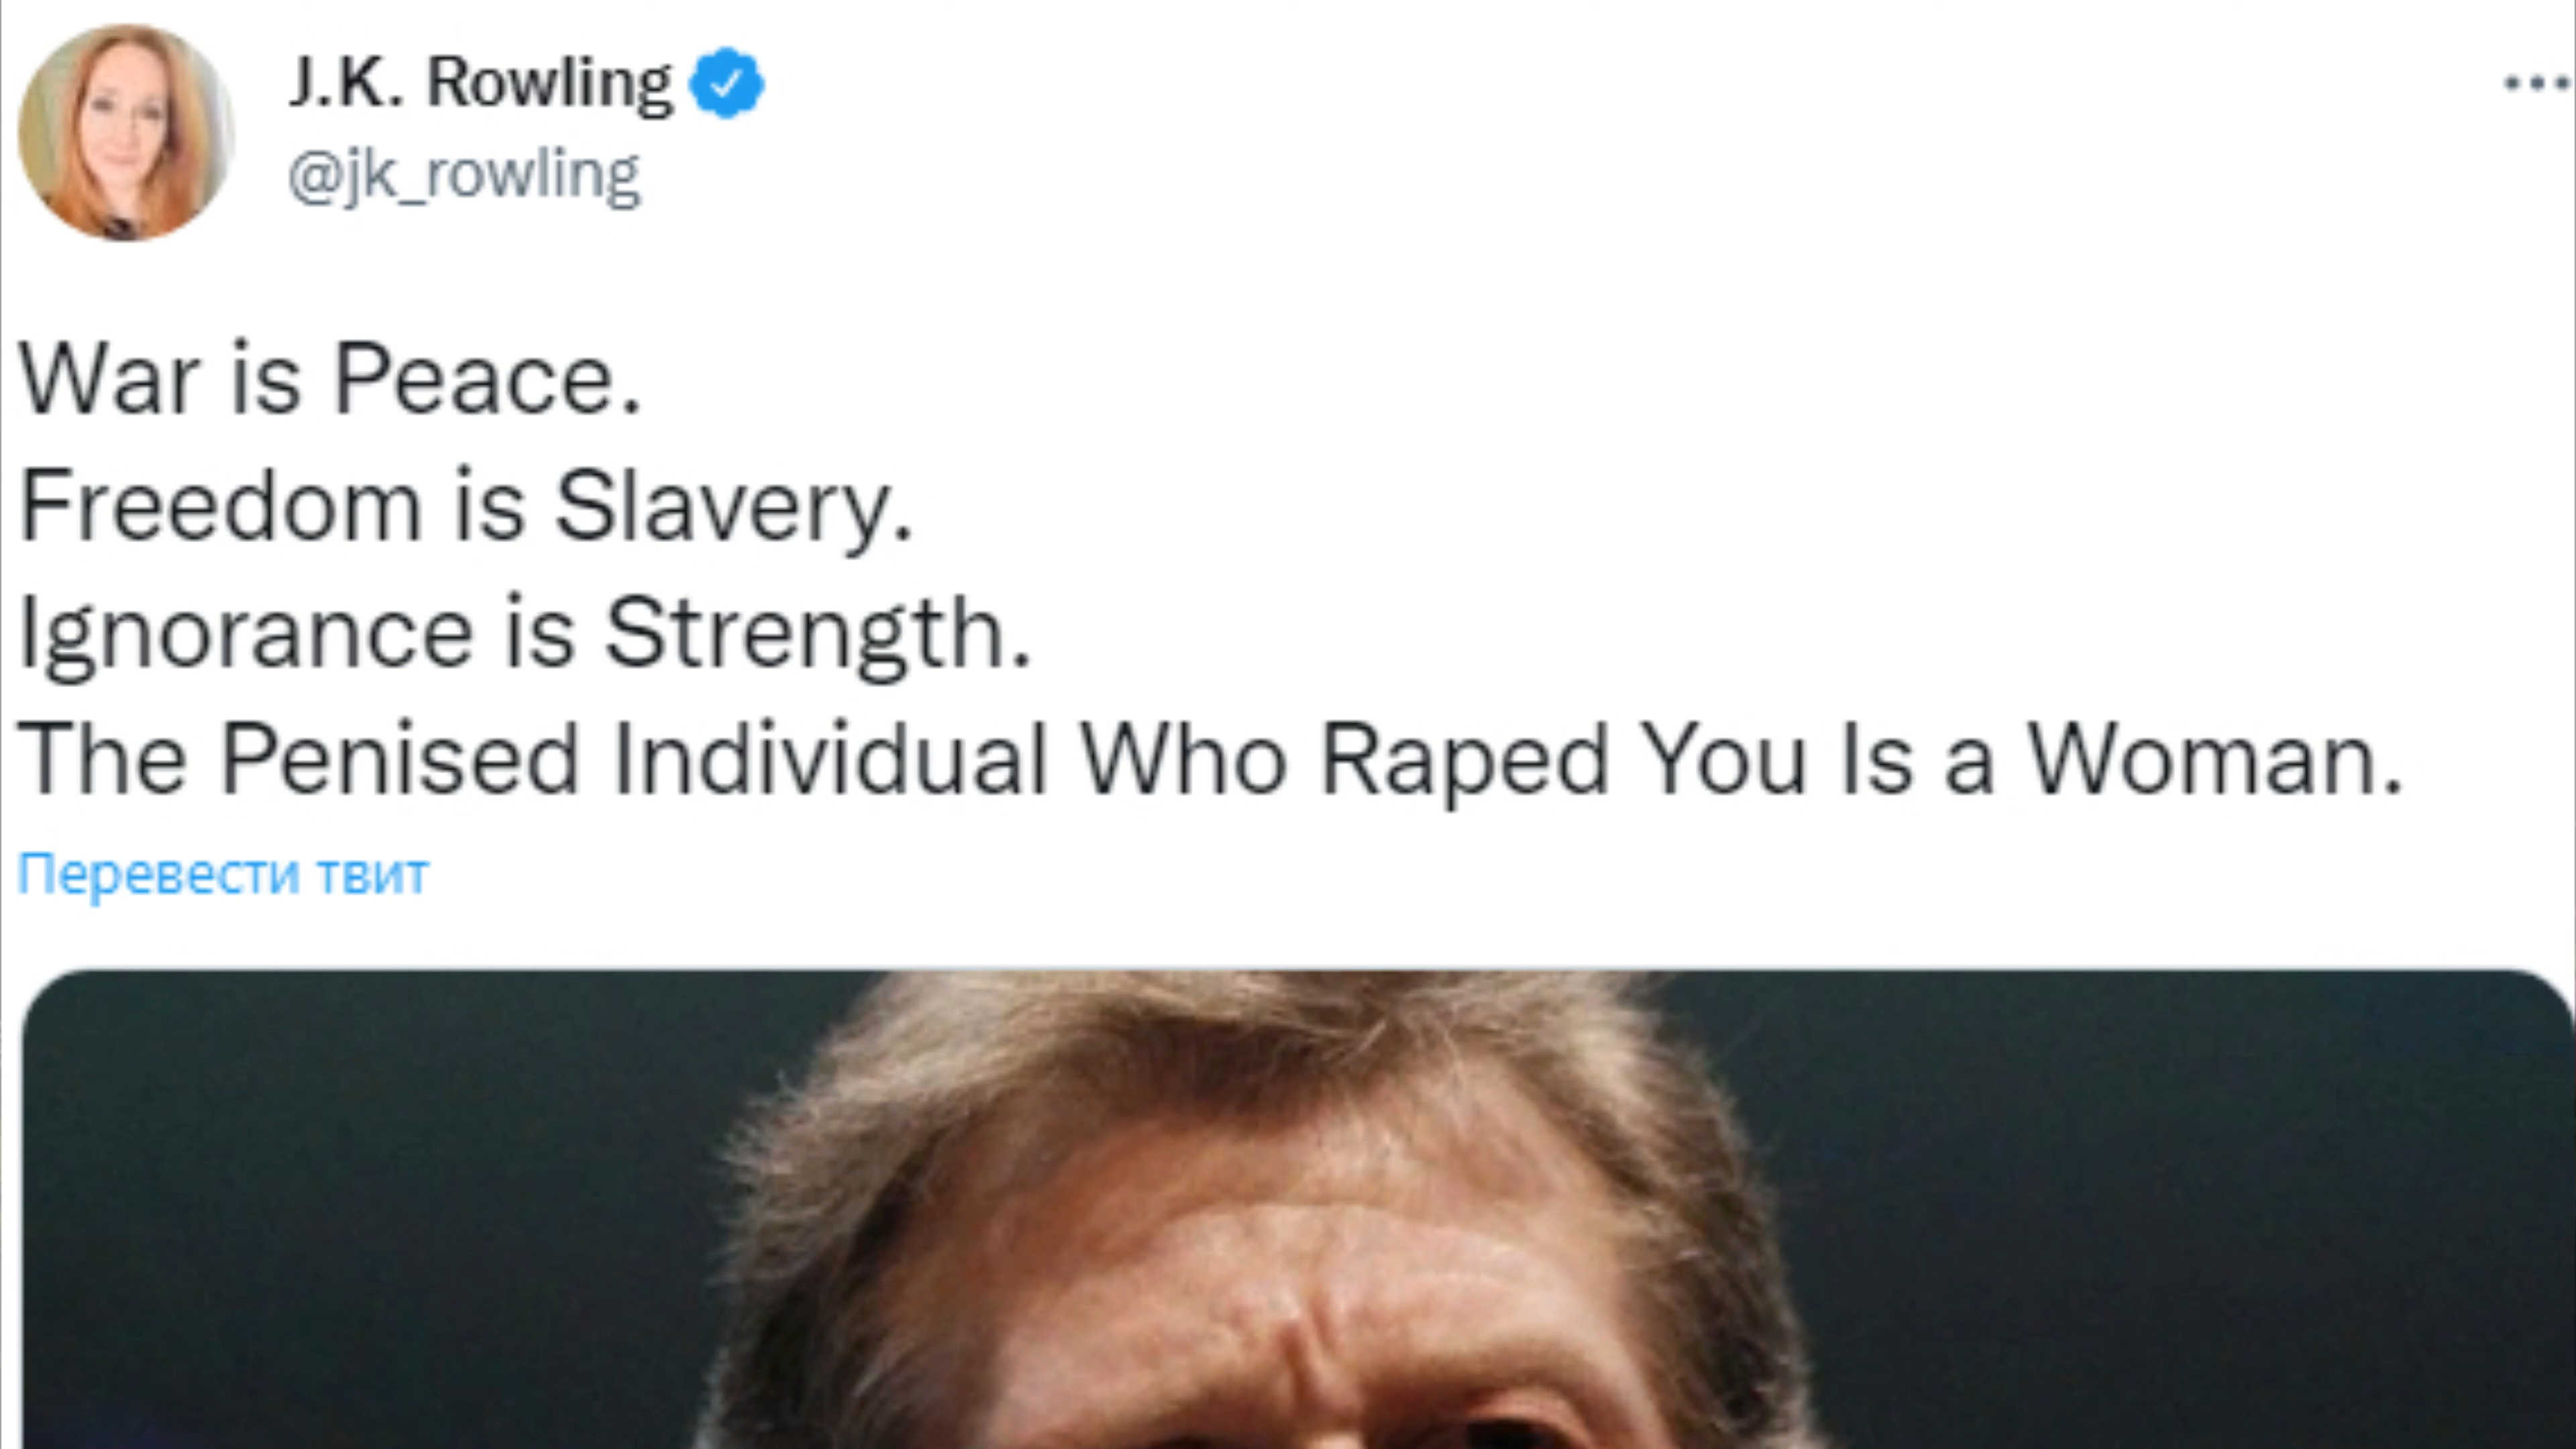 J.K. Rowling
@jk_rowling
War is Peace.
Freedom is Slavery.
Ignorance is Strength.
The Penised Individual Who Raped You Is a Woman.
Перевести твит